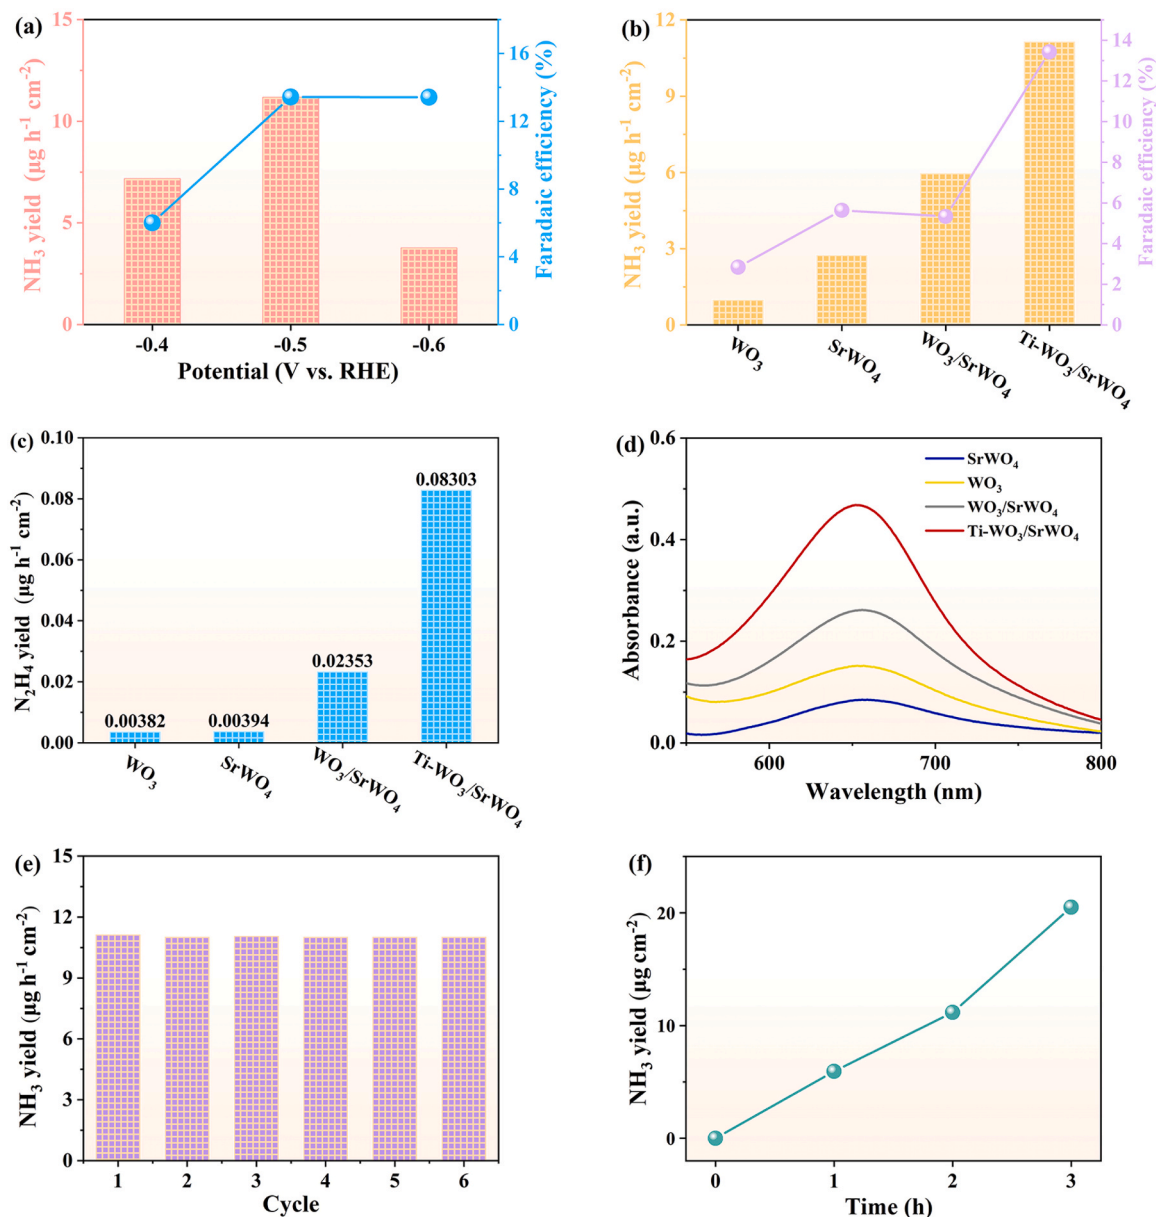 (a)
15
10
5
0
NH₃ yield (µg h⁻¹ cm⁻²)
16
12
8
4
0
Faradaic efficiency (%)
-0.4 -0.5 -0.6
Potential (V vs. RHE)
(b)
12
9
6
3
0
NH₃ yield (µg h⁻¹ cm⁻²)
14
12
10
8
6
4
2
0
Faradaic efficiency (%)
WO₃ SrWO₄ WO₃/SrWO₄ Ti-WO₃/SrWO₄
(c)
0.10
0.08
0.06
0.04
0.02
0.00
N₂H₄ yield (µg h⁻¹ cm⁻²)
0.00382 0.00394 0.02353 0.08303
WO₃ SrWO₄ WO₃/SrWO₄ Ti-WO₃/SrWO₄
(d)
0.6
0.4
0.2
0.0
Absorbance (a.u.)
SrWO₄
WO₃
WO₃/SrWO₄
Ti-WO₃/SrWO₄
600 700 800
Wavelength (nm)
(e)
15
12
9
6
3
0
NH₃ yield (µg h⁻¹ cm⁻²)
1 2 3 4 5 6
Cycle
(f)
20
10
0
NH₃ yield (µg cm⁻²)
0 1 2 3
Time (h)